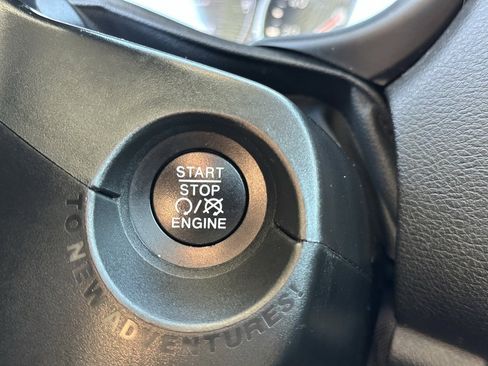 START
STOP
/
ENGINE
TO NEW ADVENTURES!